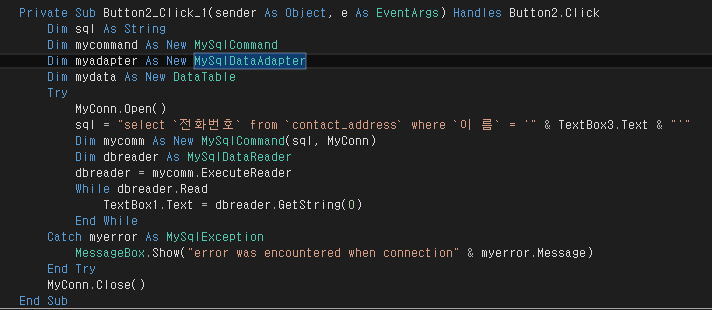 Private Sub Button2_Click_1(sender As Object, e As EventArgs) Handles Button2.Click
Dim sql As String
Dim mycommand As New MySqlCommand
Dim myadapter As New MySqlDataAdapter
Dim mydata As New DataTable
Try
MyConn.Open()
sql = "select `전화번호` from `contact_address` where `이 름` = '" & TextBox3.Text & "'"
Dim mycomm As New MySqlCommand(sql, MyConn)
Dim dbreader As MySqlDataReader
dbreader = mycomm.ExecuteReader
While dbreader.Read
TextBox1.Text = dbreader.GetString(0)
End While
Catch myerror As MySqlException
MessageBox.Show("error was encountered when connection" & myerror.Message)
End Try
MyConn.Close()
End Sub